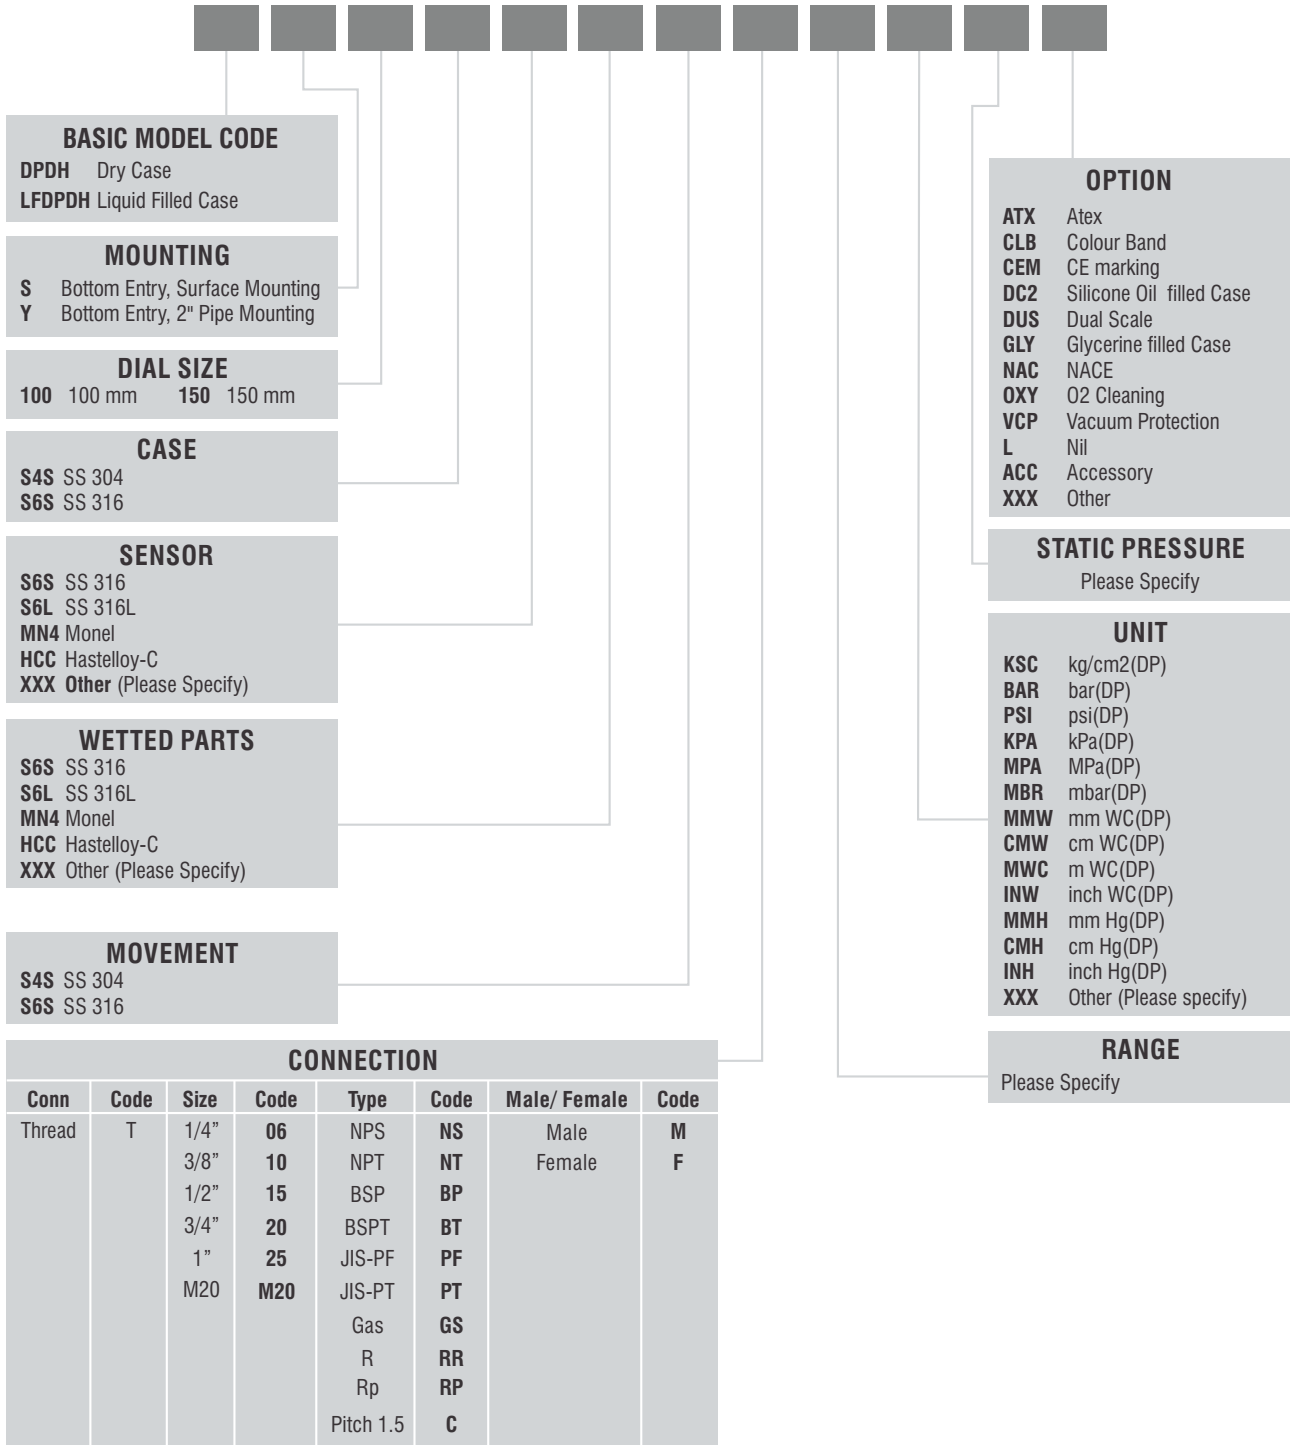 BASIC MODEL CODE
DPDH Dry Case
LFDPDH Liquid Filled Case
MOUNTING
S Bottom Entry, Surface Mounting
Y Bottom Entry, 2" Pipe Mounting
DIAL SIZE
100 100 mm 150 150 mm
CASE
S4S SS 304
S6S SS 316
SENSOR
S6S SS 316
S6L SS 316L
MN4 Monel
HCC Hastelloy-C
XXX Other (Please Specify)
WETTED PARTS
S6S SS 316
S6L SS 316L
MN4 Monel
HCC Hastelloy-C
XXX Other (Please Specify)
MOVEMENT
S4S SS 304
S6S SS 316
CONNECTION
Conn Code Size Code Type Code Male/ Female Code
Thread T 1/4” 06 NPS NS Male M
3/8” 10 NPT NT Female F
1/2” 15 BSP BP
3/4” 20 BSPT BT
1” 25 JIS-PF PF
M20 M20 JIS-PT PT
Gas GS
R RR
Rp RP
Pitch 1.5 C
OPTION
ATX Atex
CLB Colour Band
CEM CE marking
DC2 Silicone Oil filled Case
DUS Dual Scale
GLY Glycerine filled Case
NAC NACE
OXY O2 Cleaning
VCP Vacuum Protection
L Nil
ACC Accessory
XXX Other
STATIC PRESSURE
Please Specify
UNIT
KSC kg/cm2(DP)
BAR bar(DP)
PSI psi(DP)
KPA kPa(DP)
MPA MPa(DP)
MBR mbar(DP)
MMW mm WC(DP)
CMW cm WC(DP)
MWC m WC(DP)
INW inch WC(DP)
MMH mm Hg(DP)
CMH cm Hg(DP)
INH inch Hg(DP)
XXX Other (Please specify)
RANGE
Please Specify